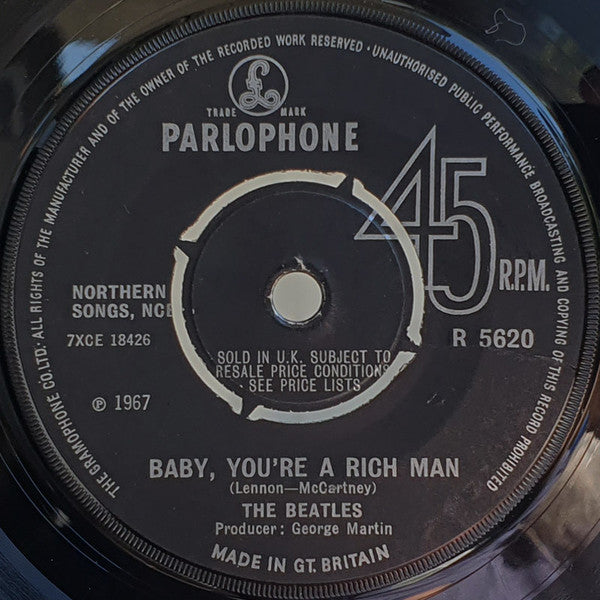 THE GRAMOPHONE CO. LTD. · ALL RIGHTS OF THE MANUFACTURER AND OF THE OWNER OF THE RECORDED WORK RESERVED · UNAUTHORISED PUBLIC PERFORMANCE BROADCASTING AND COPYING OF THIS RECORD PROHIBITED
£
TRADE MARK
PARLOPHONE
45
R.P.M.
NORTHERN
SONGS, NCB
7XCE 18426
R 5620
SOLD IN U.K. SUBJECT TO
RESALE PRICE CONDITIONS
SEE PRICE LISTS
℗ 1967
BABY, YOU'RE A RICH MAN
(Lennon—McCartney)
THE BEATLES
Producer: George Martin
MADE IN GT. BRITAIN